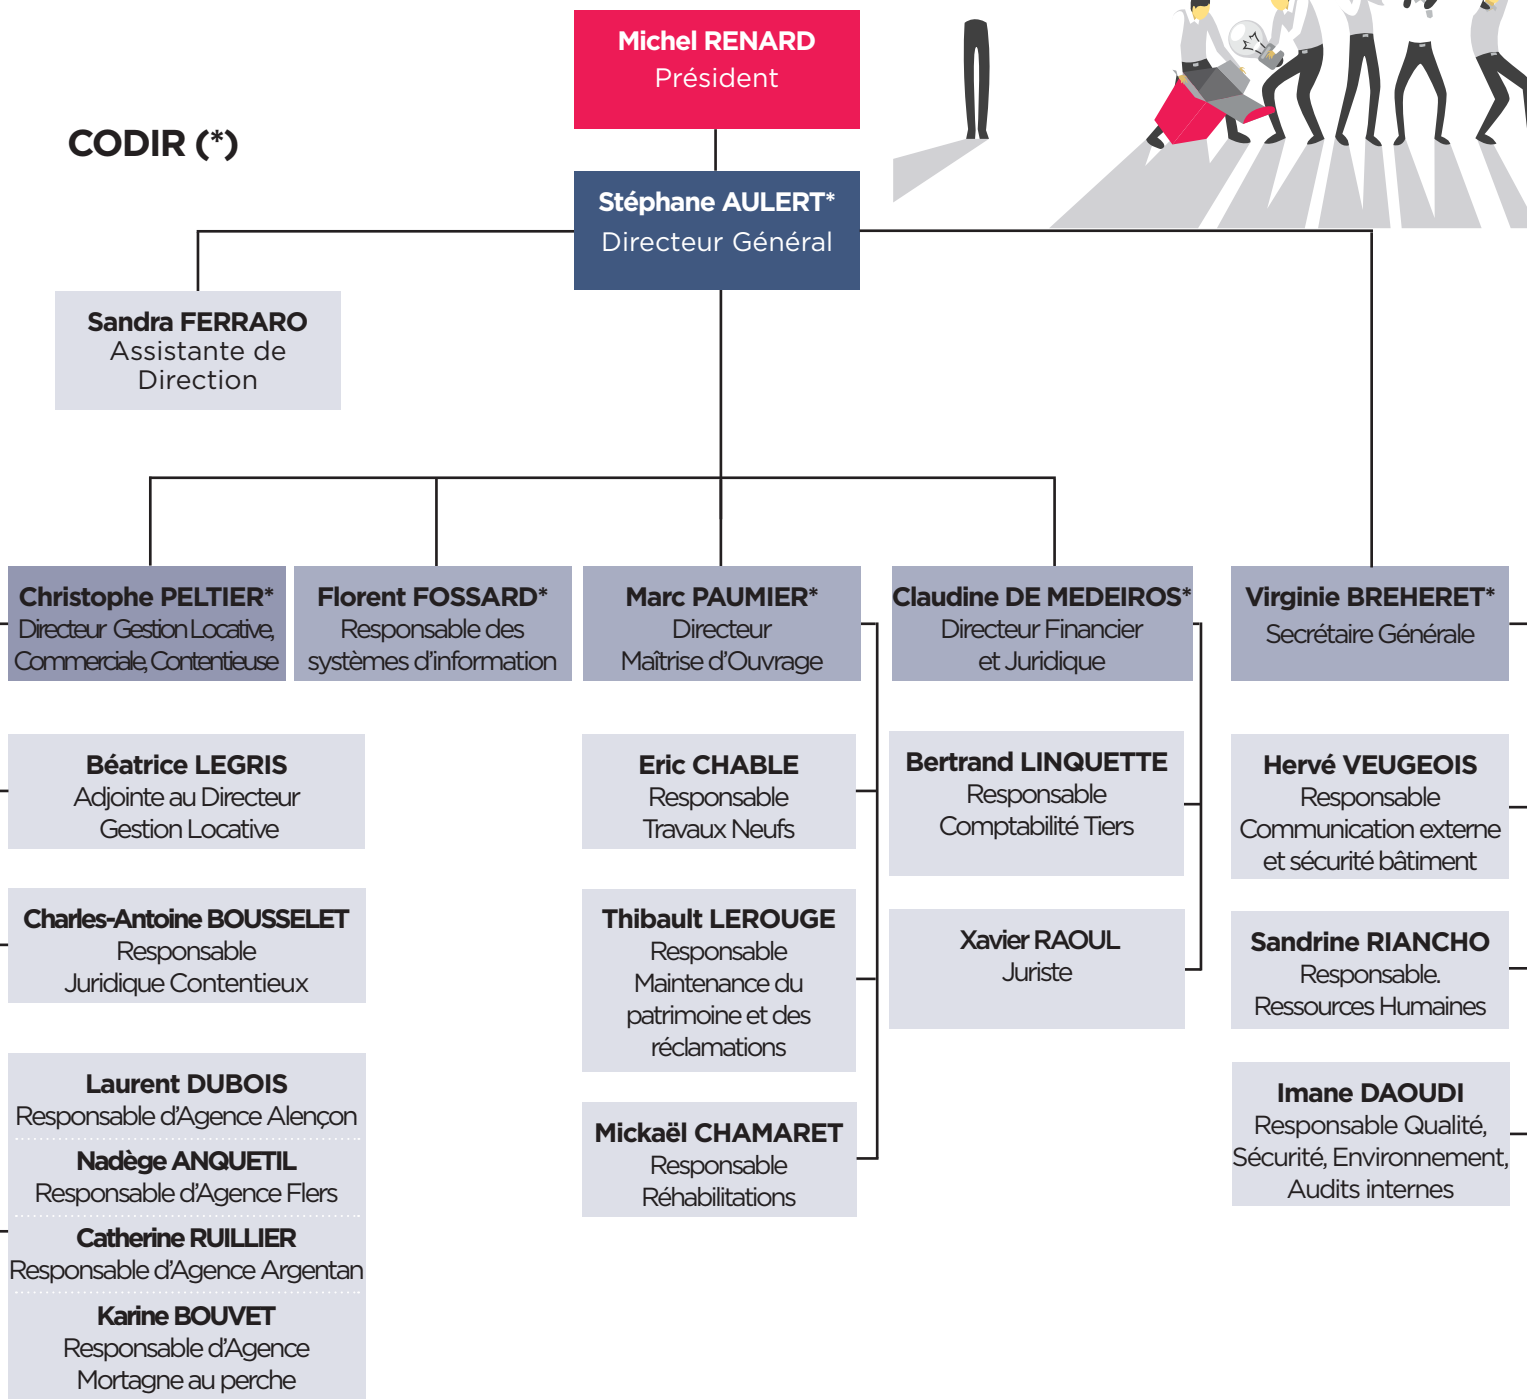 Michel RENARD
Président
CODIR (*)
Stéphane AULERT*
Directeur Général
Sandra FERRARO
Assistante de
Direction
Christophe PELTIER*
Directeur Gestion Locative,
Commerciale, Contentieuse
Florent FOSSARD*
Responsable des
systèmes d'information
Marc PAUMIER*
Directeur
Maîtrise d'Ouvrage
Claudine DE MEDEIROS*
Directeur Financier
et Juridique
Virginie BREHERET*
Secrétaire Générale
Béatrice LEGRIS
Adjointe au Directeur
Gestion Locative
Charles-Antoine BOUSSELET
Responsable
Juridique Contentieux
Laurent DUBOIS
Responsable d'Agence Alençon
Nadège ANQUETIL
Responsable d'Agence Flers
Catherine RUILLIER
Responsable d'Agence Argentan
Karine BOUVET
Responsable d'Agence
Mortagne au perche
Eric CHABLE
Responsable
Travaux Neufs
Thibault LEROUGE
Responsable
Maintenance du
patrimoine et des
réclamations
Mickaël CHAMARET
Responsable
Réhabilitations
Bertrand LINQUETTE
Responsable
Comptabilité Tiers
Xavier RAOUL
Juriste
Hervé VEUGEOIS
Responsable
Communication externe
et sécurité bâtiment
Sandrine RIANCHO
Responsable.
Ressources Humaines
Imane DAOUDI
Responsable Qualité,
Sécurité, Environnement,
Audits internes